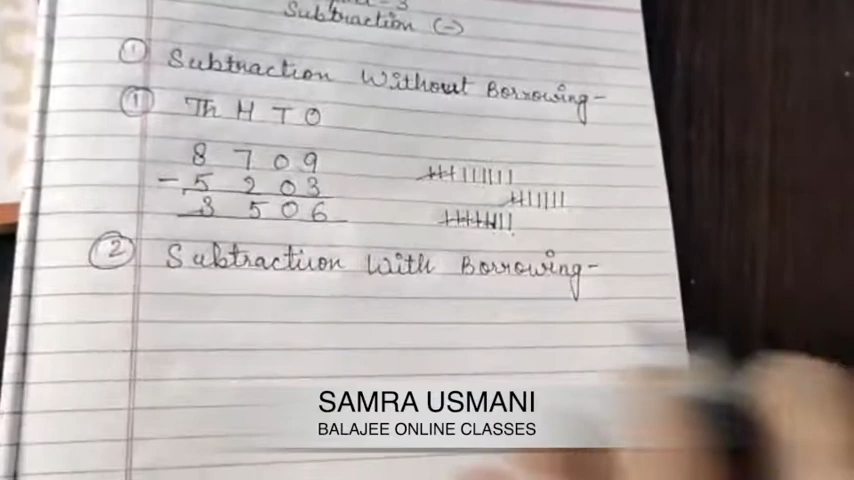 Subtraction (-)
① Subtraction Without Borrowing-
① Th H T O
8 7 0 9
- 5 2 0 3
3 5 0 6
② Subtractiion With Borrowing-
SAMRA USMANI
BALAJEE ONLINE CLASSES